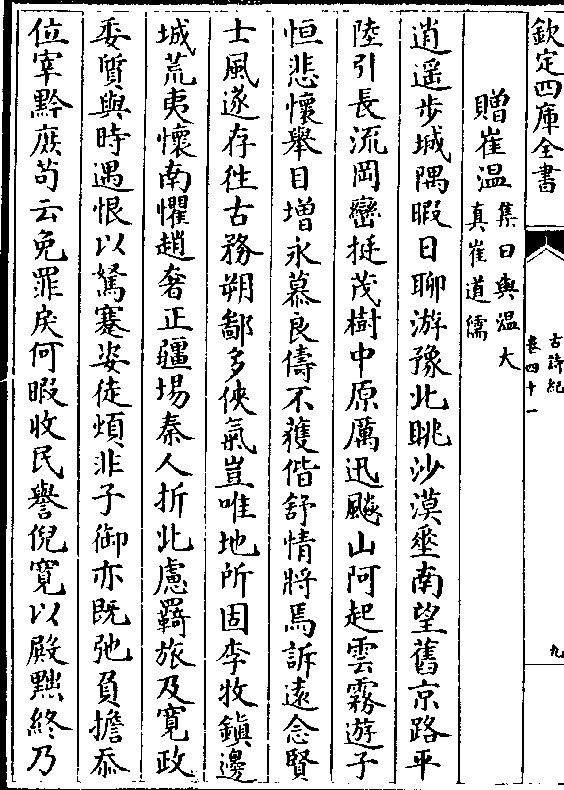 欽定四庫全書
古詩紀
卷四十一
九
贈崔溫集曰與溫太
真崔道儒
逍遥步城隅暇日聊游豫北眺沙漠垂南望舊京路平
陸引長流岡巒挺茂樹中原厲迅飈山阿起雲霧遊子
恒悲懷舉目增永慕良儔不獲偕舒情將焉訴遠念賢
士風遂存徃古務朔鄙多俠氣豈唯地所固李牧鎮邊
城荒夷懷南懼趙奢正疆埸秦人折北慮羇旅及寛政
委質與時遇恨以駑蹇姿徒煩非子御亦既弛負擔忝
位宰黔庶苟云免罪戾何暇收民譽倪寛以殿黜終乃